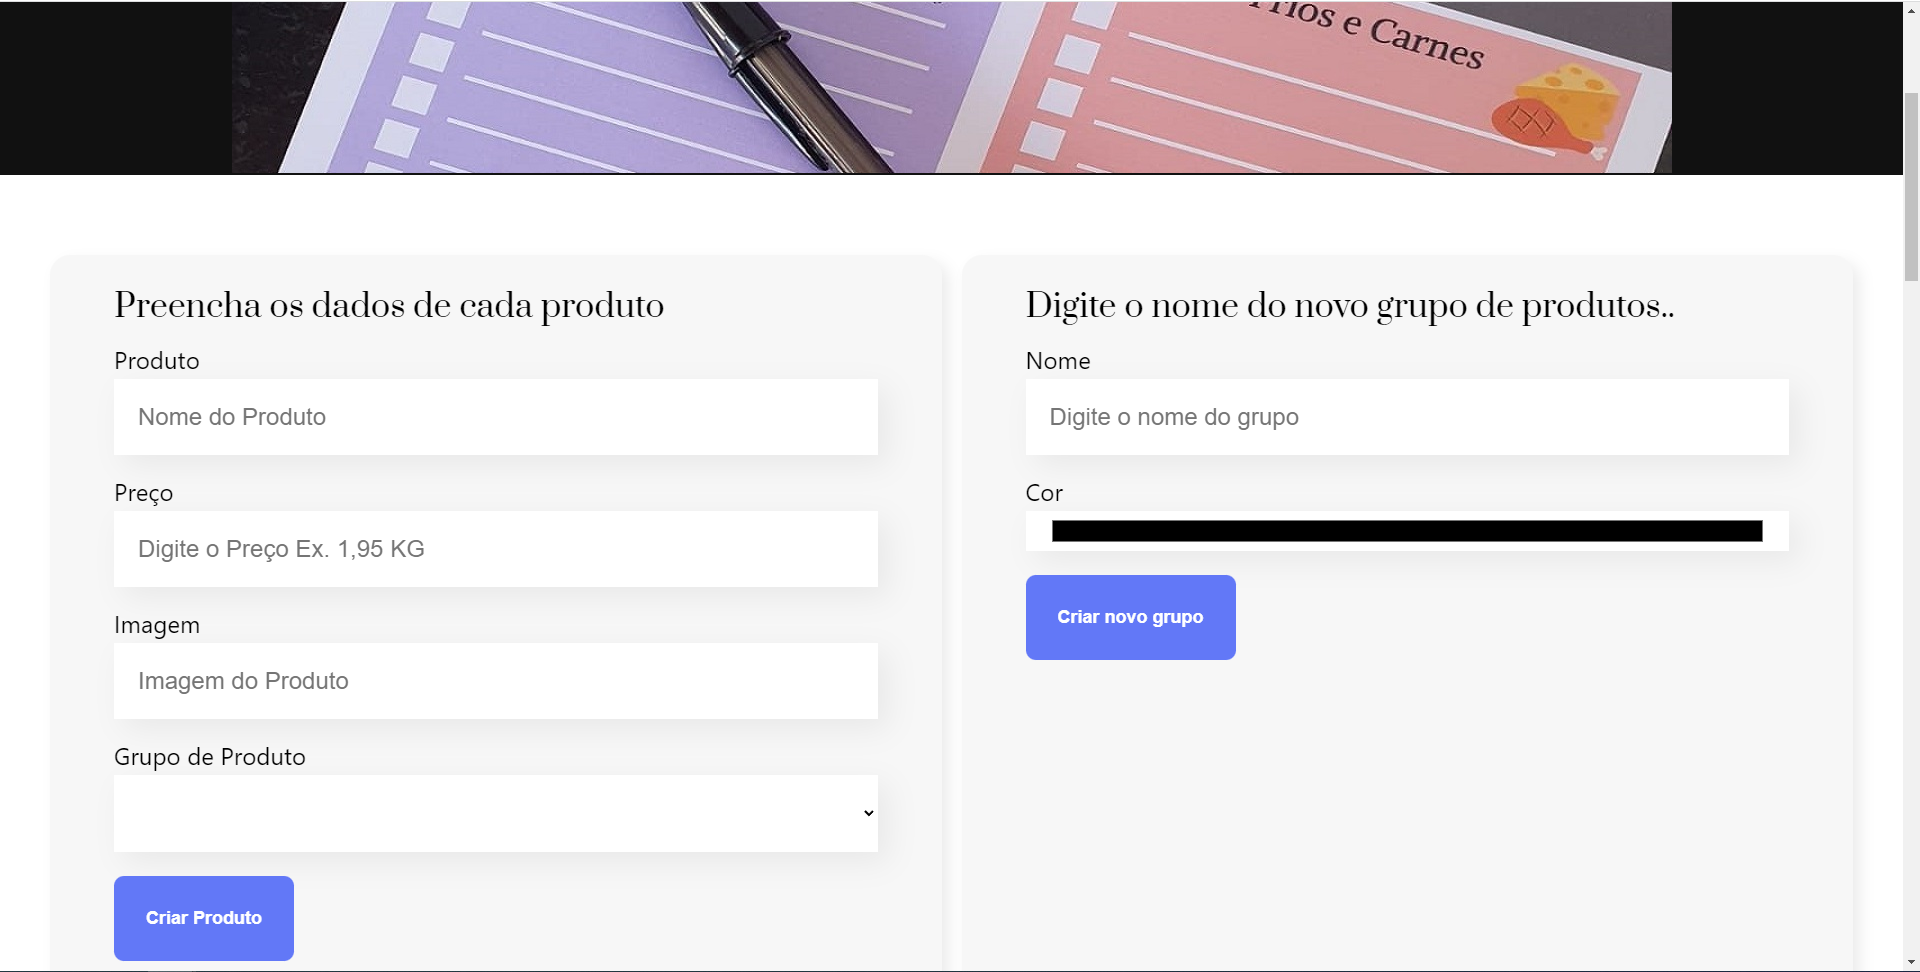 e Carnes
Preencha os dados de cada produto
Produto
Nome do Produto
Preço
Digite o Preço Ex. 1,95 KG
Imagem
Imagem do Produto
Grupo de Produto
Criar Produto
Digite o nome do novo grupo de produtos..
Nome
Digite o nome do grupo
Cor
Criar novo grupo